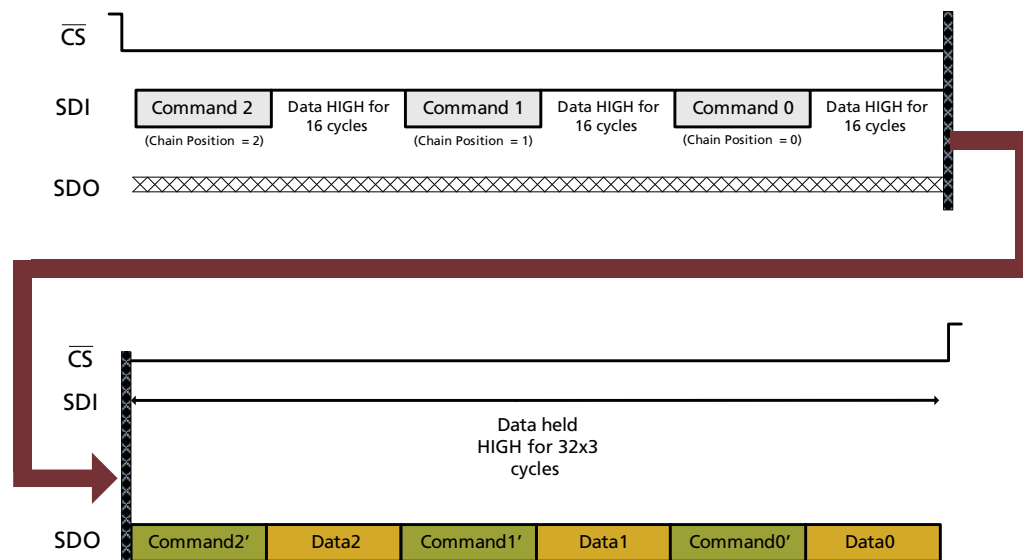 CS
SDI
Command 2
Data HIGH for
16 cycles
Command 1
Data HIGH for
16 cycles
Command 0
Data HIGH for
16 cycles
(Chain Position = 2)
(Chain Position = 1)
(Chain Position = 0)
SDO
CS
SDI
Data held
HIGH for 32x3
cycles
SDO
Command2’
Data2
Command1’
Data1
Command0’
Data0